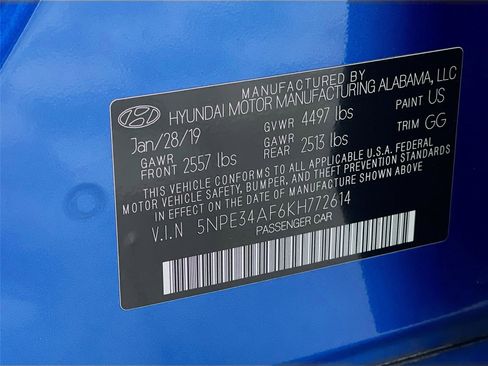 MANUFACTURED BY
HYUNDAI MOTOR MANUFACTURING ALABAMA, LLC
Jan/28/19 GVWR 4497 lbs PAINT US
GAWR FRONT 2557 lbs GAWR REAR 2513 lbs TRIM GG
THIS VEHICLE CONFORMS TO ALL APPLICABLE U.S.A. FEDERAL
MOTOR VEHICLE SAFETY, BUMPER, AND THEFT PREVENTION STANDARDS
IN EFFECT ON THE DATE OF MANUFACTURE SHOWN ABOVE.
V.I.N 5NPE34AF6KH772614
PASSENGER CAR